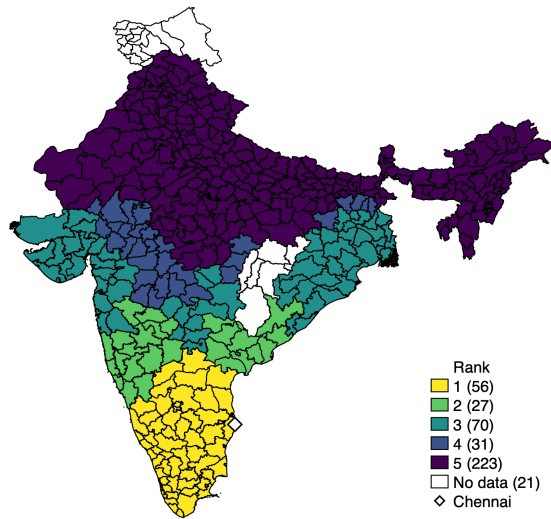 Rank
1 (56)
2 (27)
3 (70)
4 (31)
5 (223)
No data (21)
Chennai